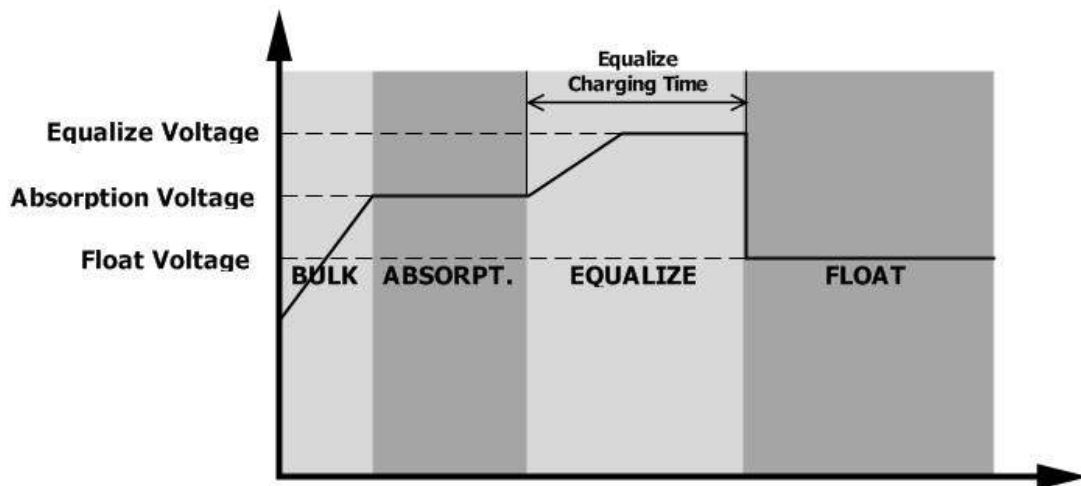 Equalize
Charging Time
Equalize Voltage
Absorption Voltage
Float Voltage
BULK
ABSORPT.
EQUALIZE
FLOAT